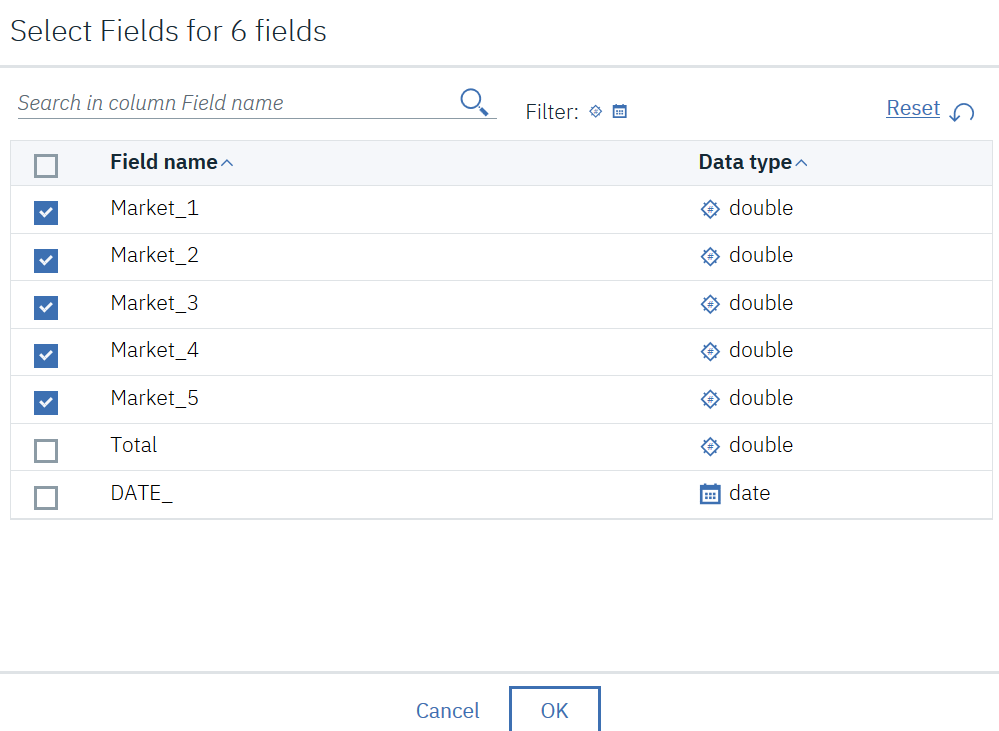 Select Fields for 6 fields
Search in column Field name Filter: Reset
Field name Data type
Market_1 double
Market_2 double
Market_3 double
Market_4 double
Market_5 double
Total double
DATE_ date
Cancel OK